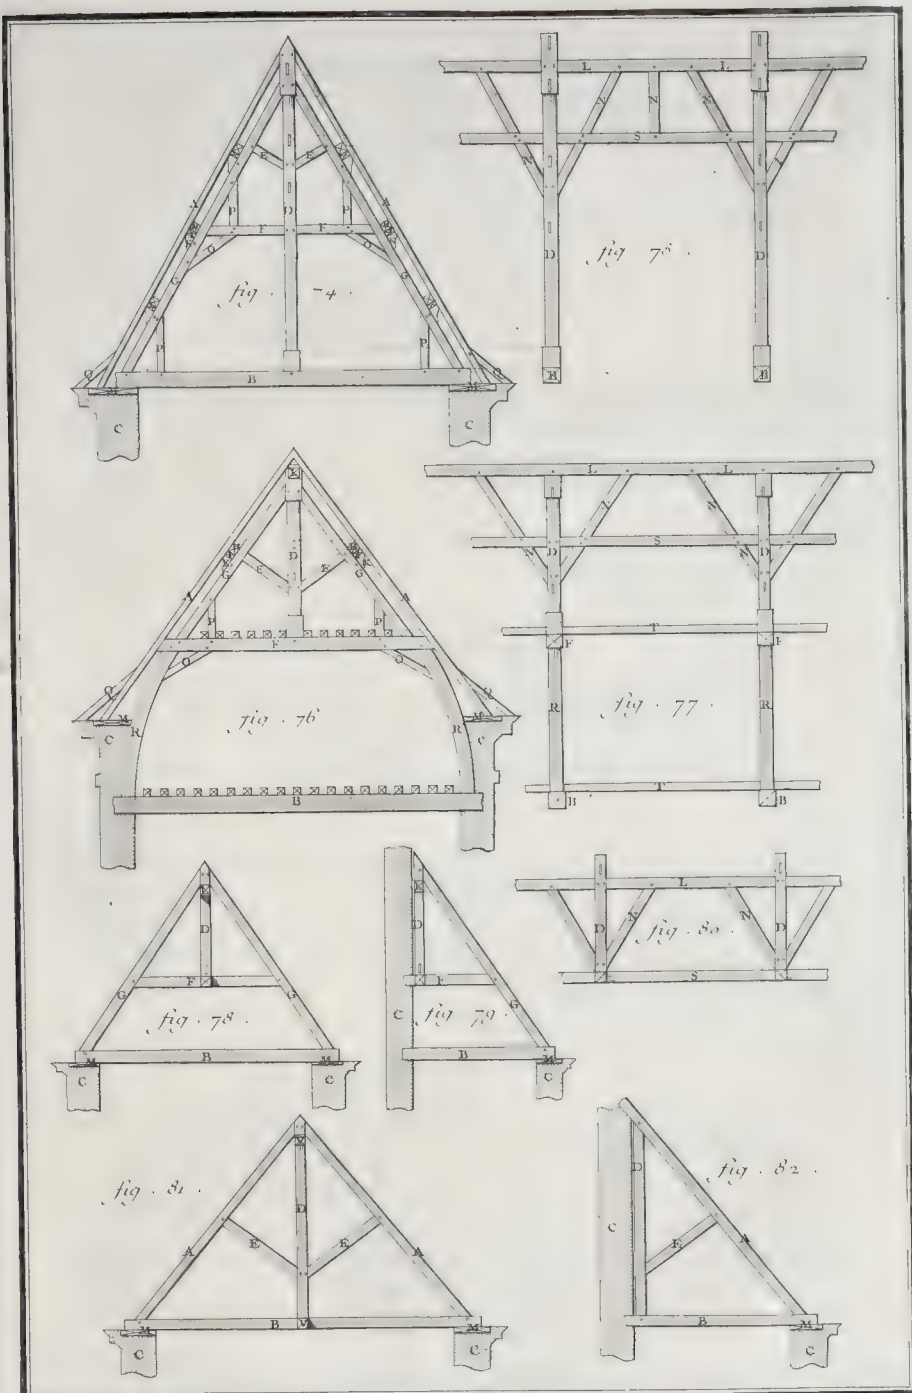 L L
N N N
E E
S
A A
P D P
F F
N
O O
D D
G G
fig. 74.
fig. 75.
P P
B
Q Q
M M
B B
C C
L L
D
N N
E E
G G
S
N D N D
A A
P P
F
T
F F
O O
Q Q
fig. 76.
fig. 77.
R R
M M
C C
R R
T
B
B B
L
D
D
N N
D D
fig. 80.
F
F
S
G G
G
fig. 78.
C
fig. 79.
B
B
M M
M
C C
C
D
D
fig. 81.
fig. 82.
C
E E
E
A A
A
B
B
M M
M
C C
C